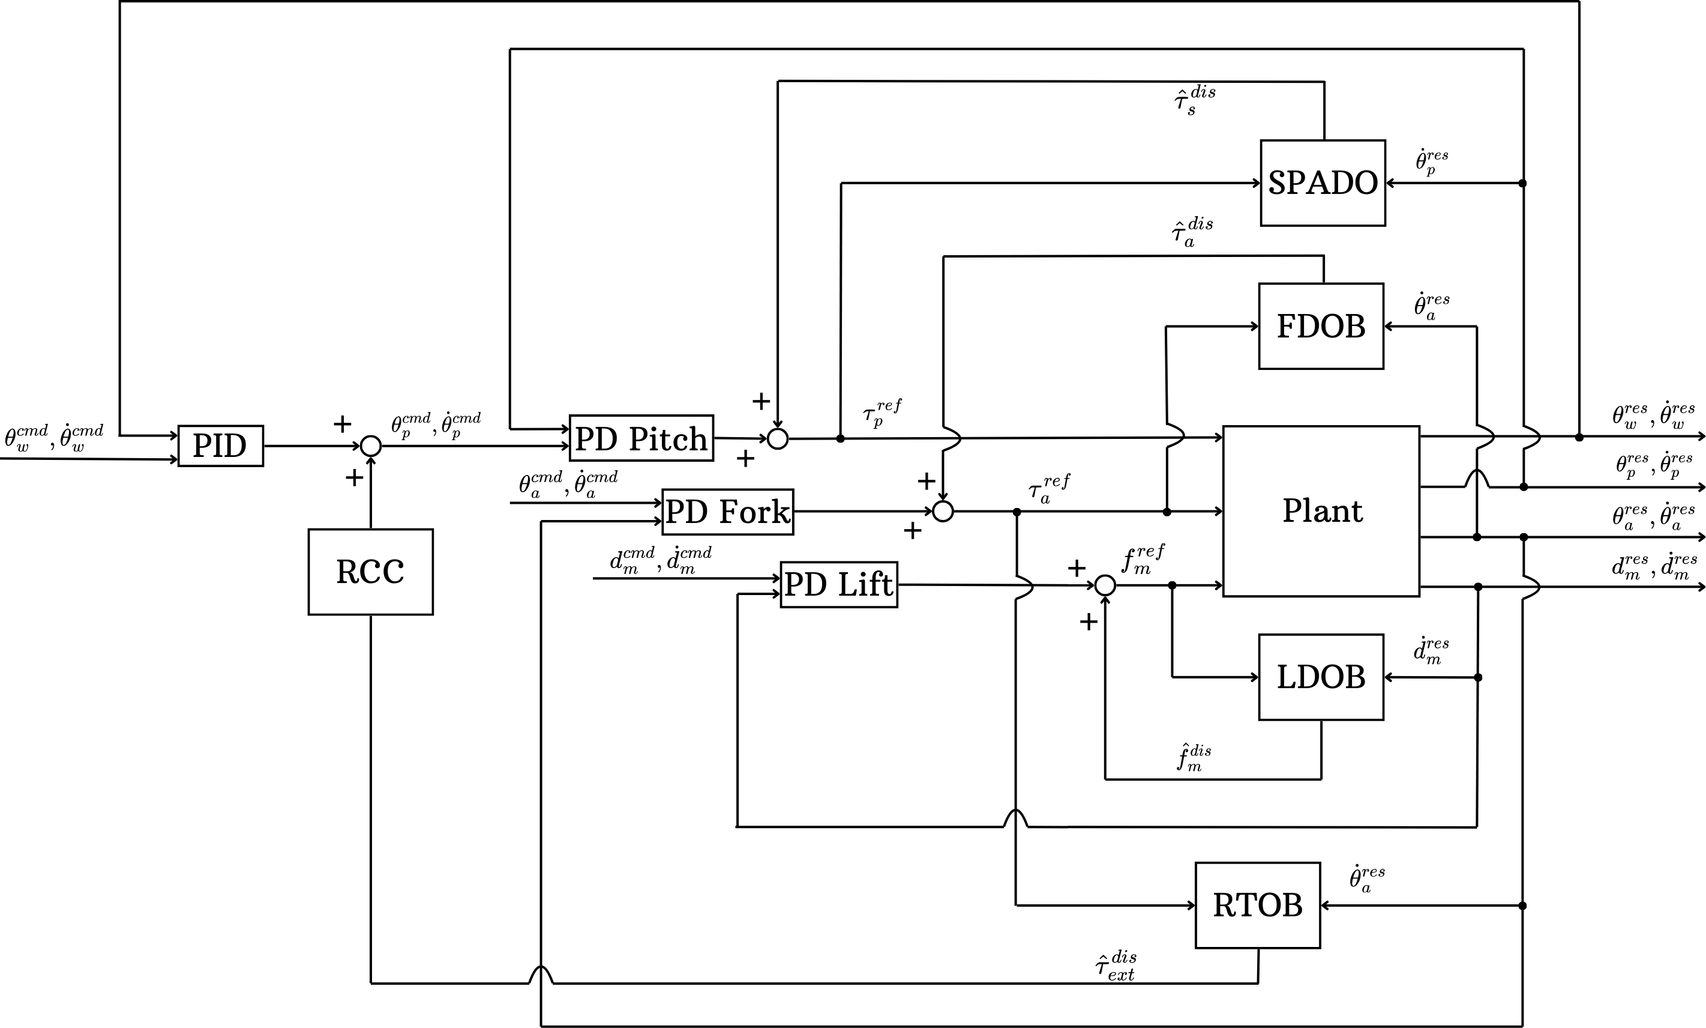 τ̂_s^{dis}
θ̇_p^{res}
SPADO
τ̂_a^{dis}
θ̇_a^{res}
FDOB
+
τ_p^{ref}
θ_w^{res}, θ̇_w^{res}
+
θ_p^{cmd}, θ̇_p^{cmd}
θ_w^{cmd}, θ̇_w^{cmd}
PID
PD Pitch
+
θ_p^{res}, θ̇_p^{res}
+
θ_a^{cmd}, θ̇_a^{cmd}
+
τ_a^{ref}
PD Fork
Plant
θ_a^{res}, θ̇_a^{res}
+
d_m^{cmd}, ḋ_m^{cmd}
+
f_m^{ref}
d_m^{res}, ḋ_m^{res}
RCC
PD Lift
+
ḋ_m^{res}
LDOB
f̂_m^{dis}
θ̇_a^{res}
RTOB
τ̂_{ext}^{dis}